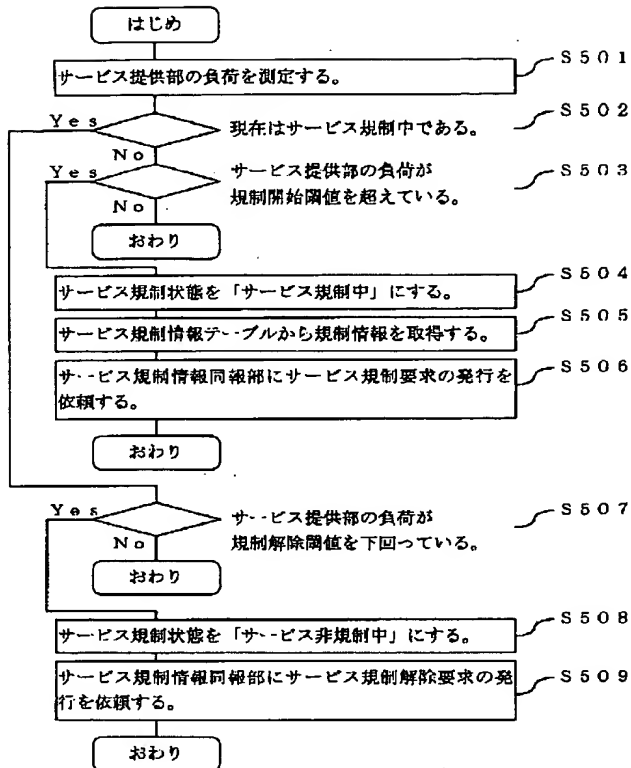 はじめ
サービス提供部の負荷を測定する。
S501
Yes
現在はサービス規制中である。
S502
No
Yes
サービス提供部の負荷が
規制開始閾値を超えている。
S503
No
おわり
サービス規制状態を「サービス規制中」にする。
S504
サービス規制情報テーブルから規制情報を取得する。
S505
サービス規制情報同報部にサービス規制要求の発行を
依頼する。
S506
おわり
Yes
サービス提供部の負荷が
規制解除閾値を下回っている。
S507
No
おわり
サービス規制状態を「サービス非規制中」にする。
S508
サービス規制情報同報部にサービス規制解除要求の発
行を依頼する。
S509
おわり